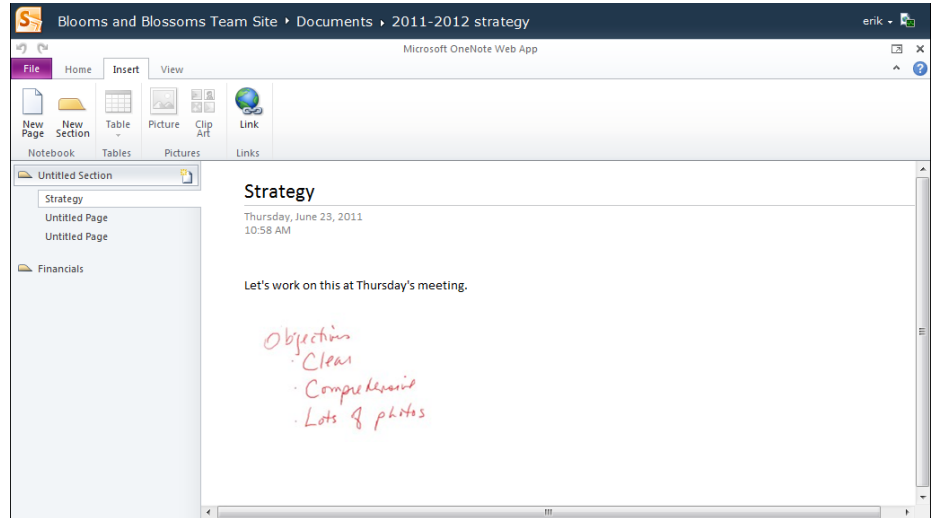 Blooms and Blossoms Team Site ‣ Documents ‣ 2011-2012 strategy
erik
Microsoft OneNote Web App
File Home Insert View
New Page
New Section
Table
Picture
Clip Art
Link
Notebook Tables Pictures Links
Untitled Section
Strategy
Untitled Page
Untitled Page
Financials
Strategy
Thursday, June 23, 2011
10:58 AM
Let's work on this at Thursday's meeting.
Objectives
· Clear
· Comprehensive
· Lots of photos